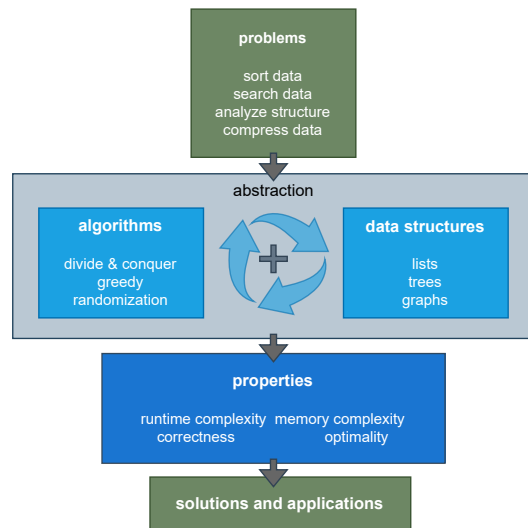 problems
sort data
search data
analyze structure
compress data
abstraction
algorithms
divide & conquer
greedy
randomization
data structures
lists
trees
graphs
properties
runtime complexity memory complexity
correctness optimality
solutions and applications